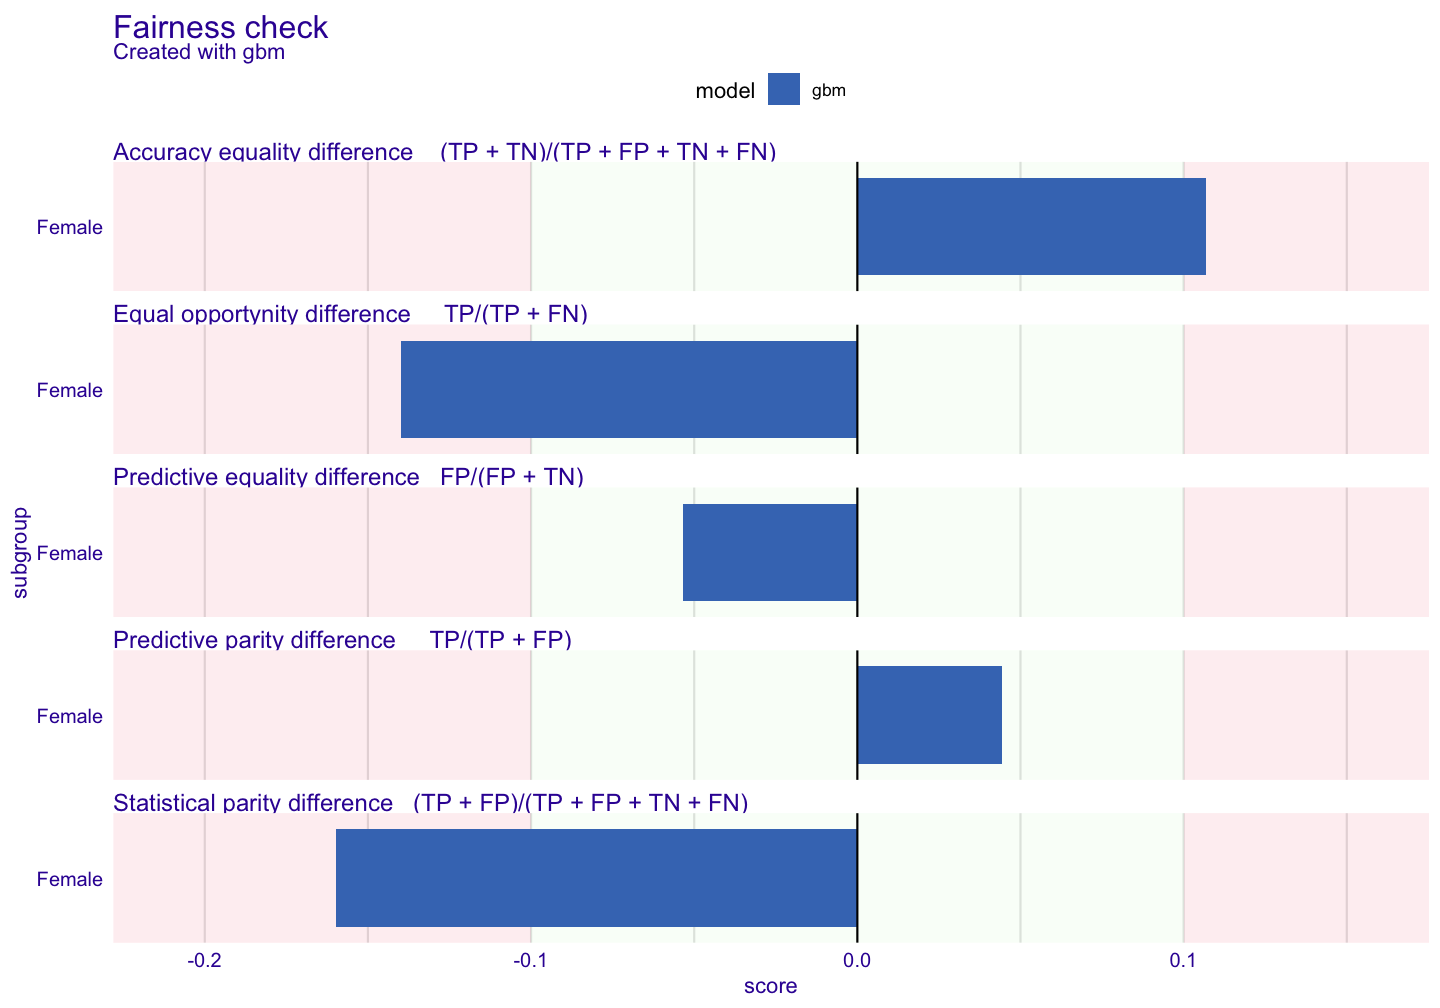 Fairness check
Created with gbm
model gbm
Accuracy equality difference (TP + TN)/(TP + FP + TN + FN)
Female
Equal opportynity difference TP/(TP + FN)
Female
Predictive equality difference FP/(FP + TN)
subgroup
Female
Predictive parity difference TP/(TP + FP)
Female
Statistical parity difference (TP + FP)/(TP + FP + TN + FN)
Female
-0.2 -0.1 0.0 0.1
score